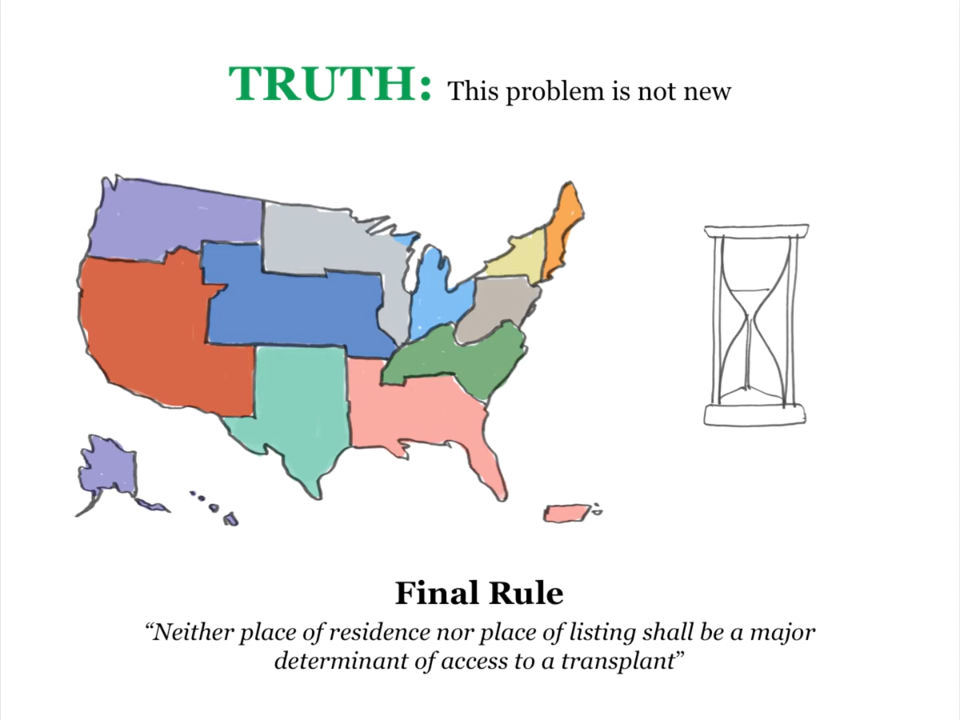 TRUTH: This problem is not new
Final Rule
“Neither place of residence nor place of listing shall be a major
determinant of access to a transplant”